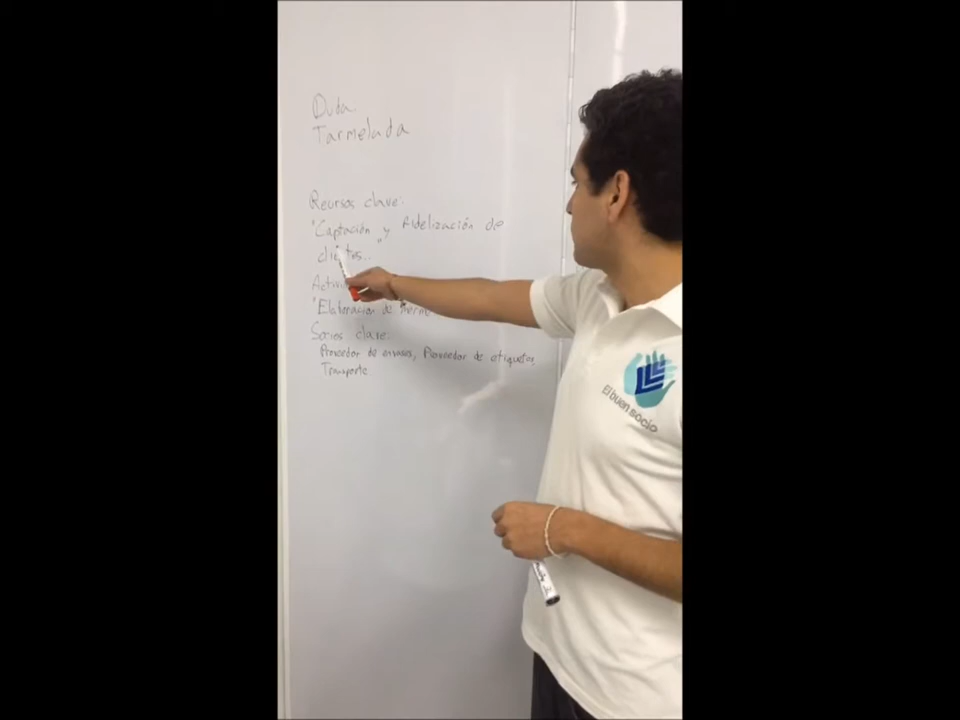 Duda
Tarmelada
Recursos clave:
"Captación y fidelización de
"Elaboración de
Socios clave:
Proveedor de envases, Proveedor de etiquetas,
Transporte
El buen socio